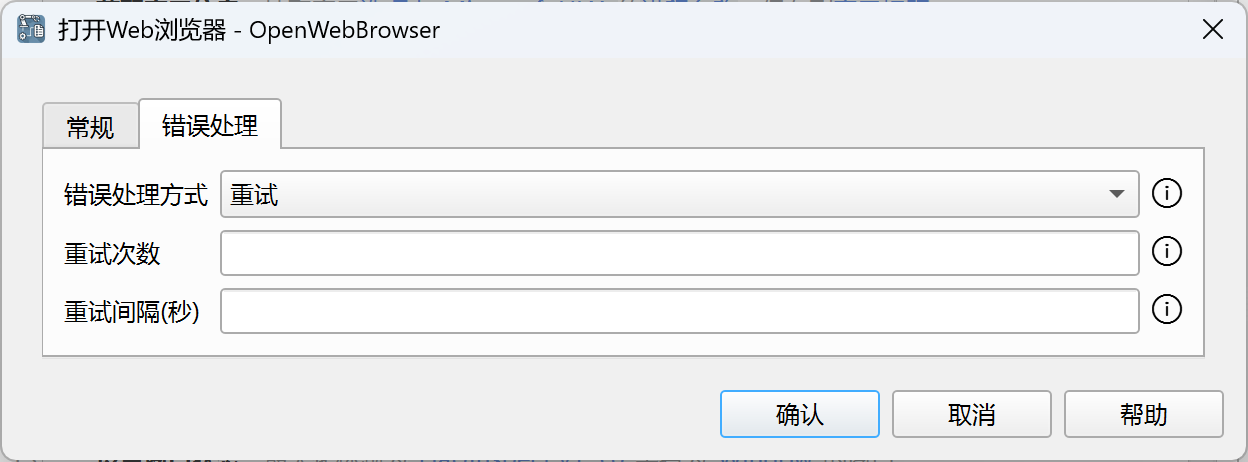 打开Web浏览器 - OpenWebBrowser
常规
错误处理
错误处理方式 重试
重试次数
重试间隔(秒)
确认 取消 帮助